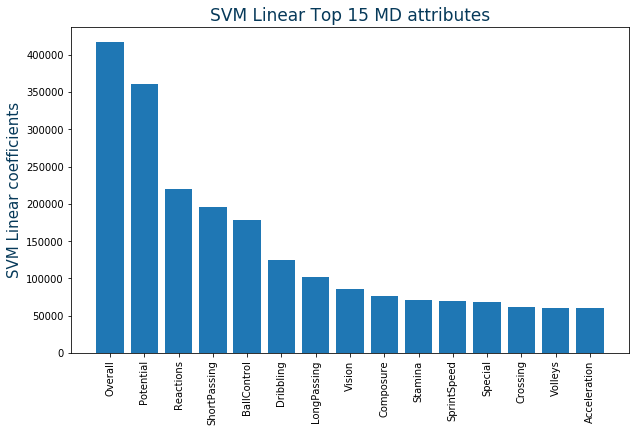 SVM Linear Top 15 MD attributes
SVM Linear coefficients
400000
350000
300000
250000
200000
150000
100000
50000
0
Overall
Potential
Reactions
ShortPassing
BallControl
Dribbling
LongPassing
Vision
Composure
Stamina
SprintSpeed
Special
Crossing
Volleys
Acceleration